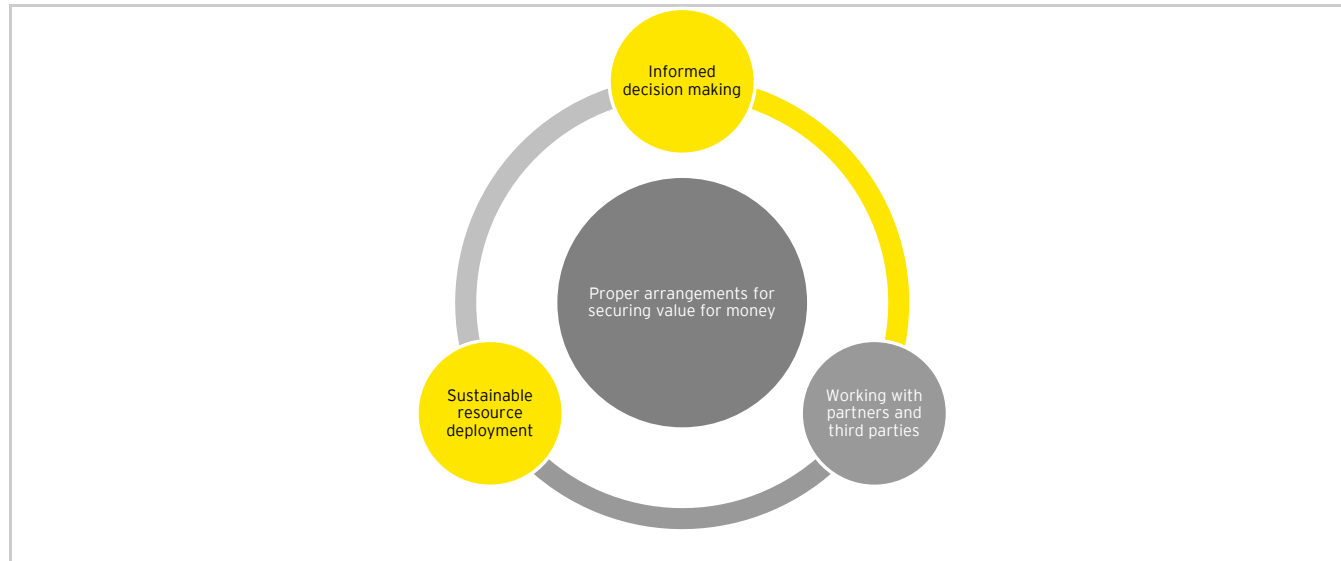 Informed
decision making
Proper arrangements for
securing value for money
Sustainable
resource
deployment
Working with
partners and
third parties